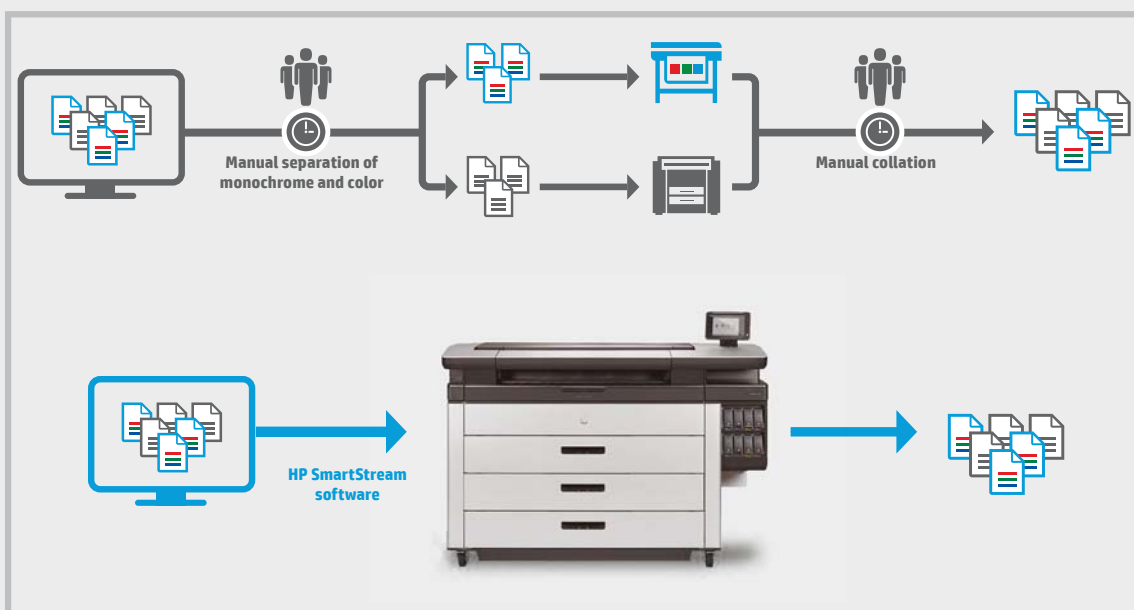 Manual separation of
monochrome and color
Manual collation
HP SmartStream
software